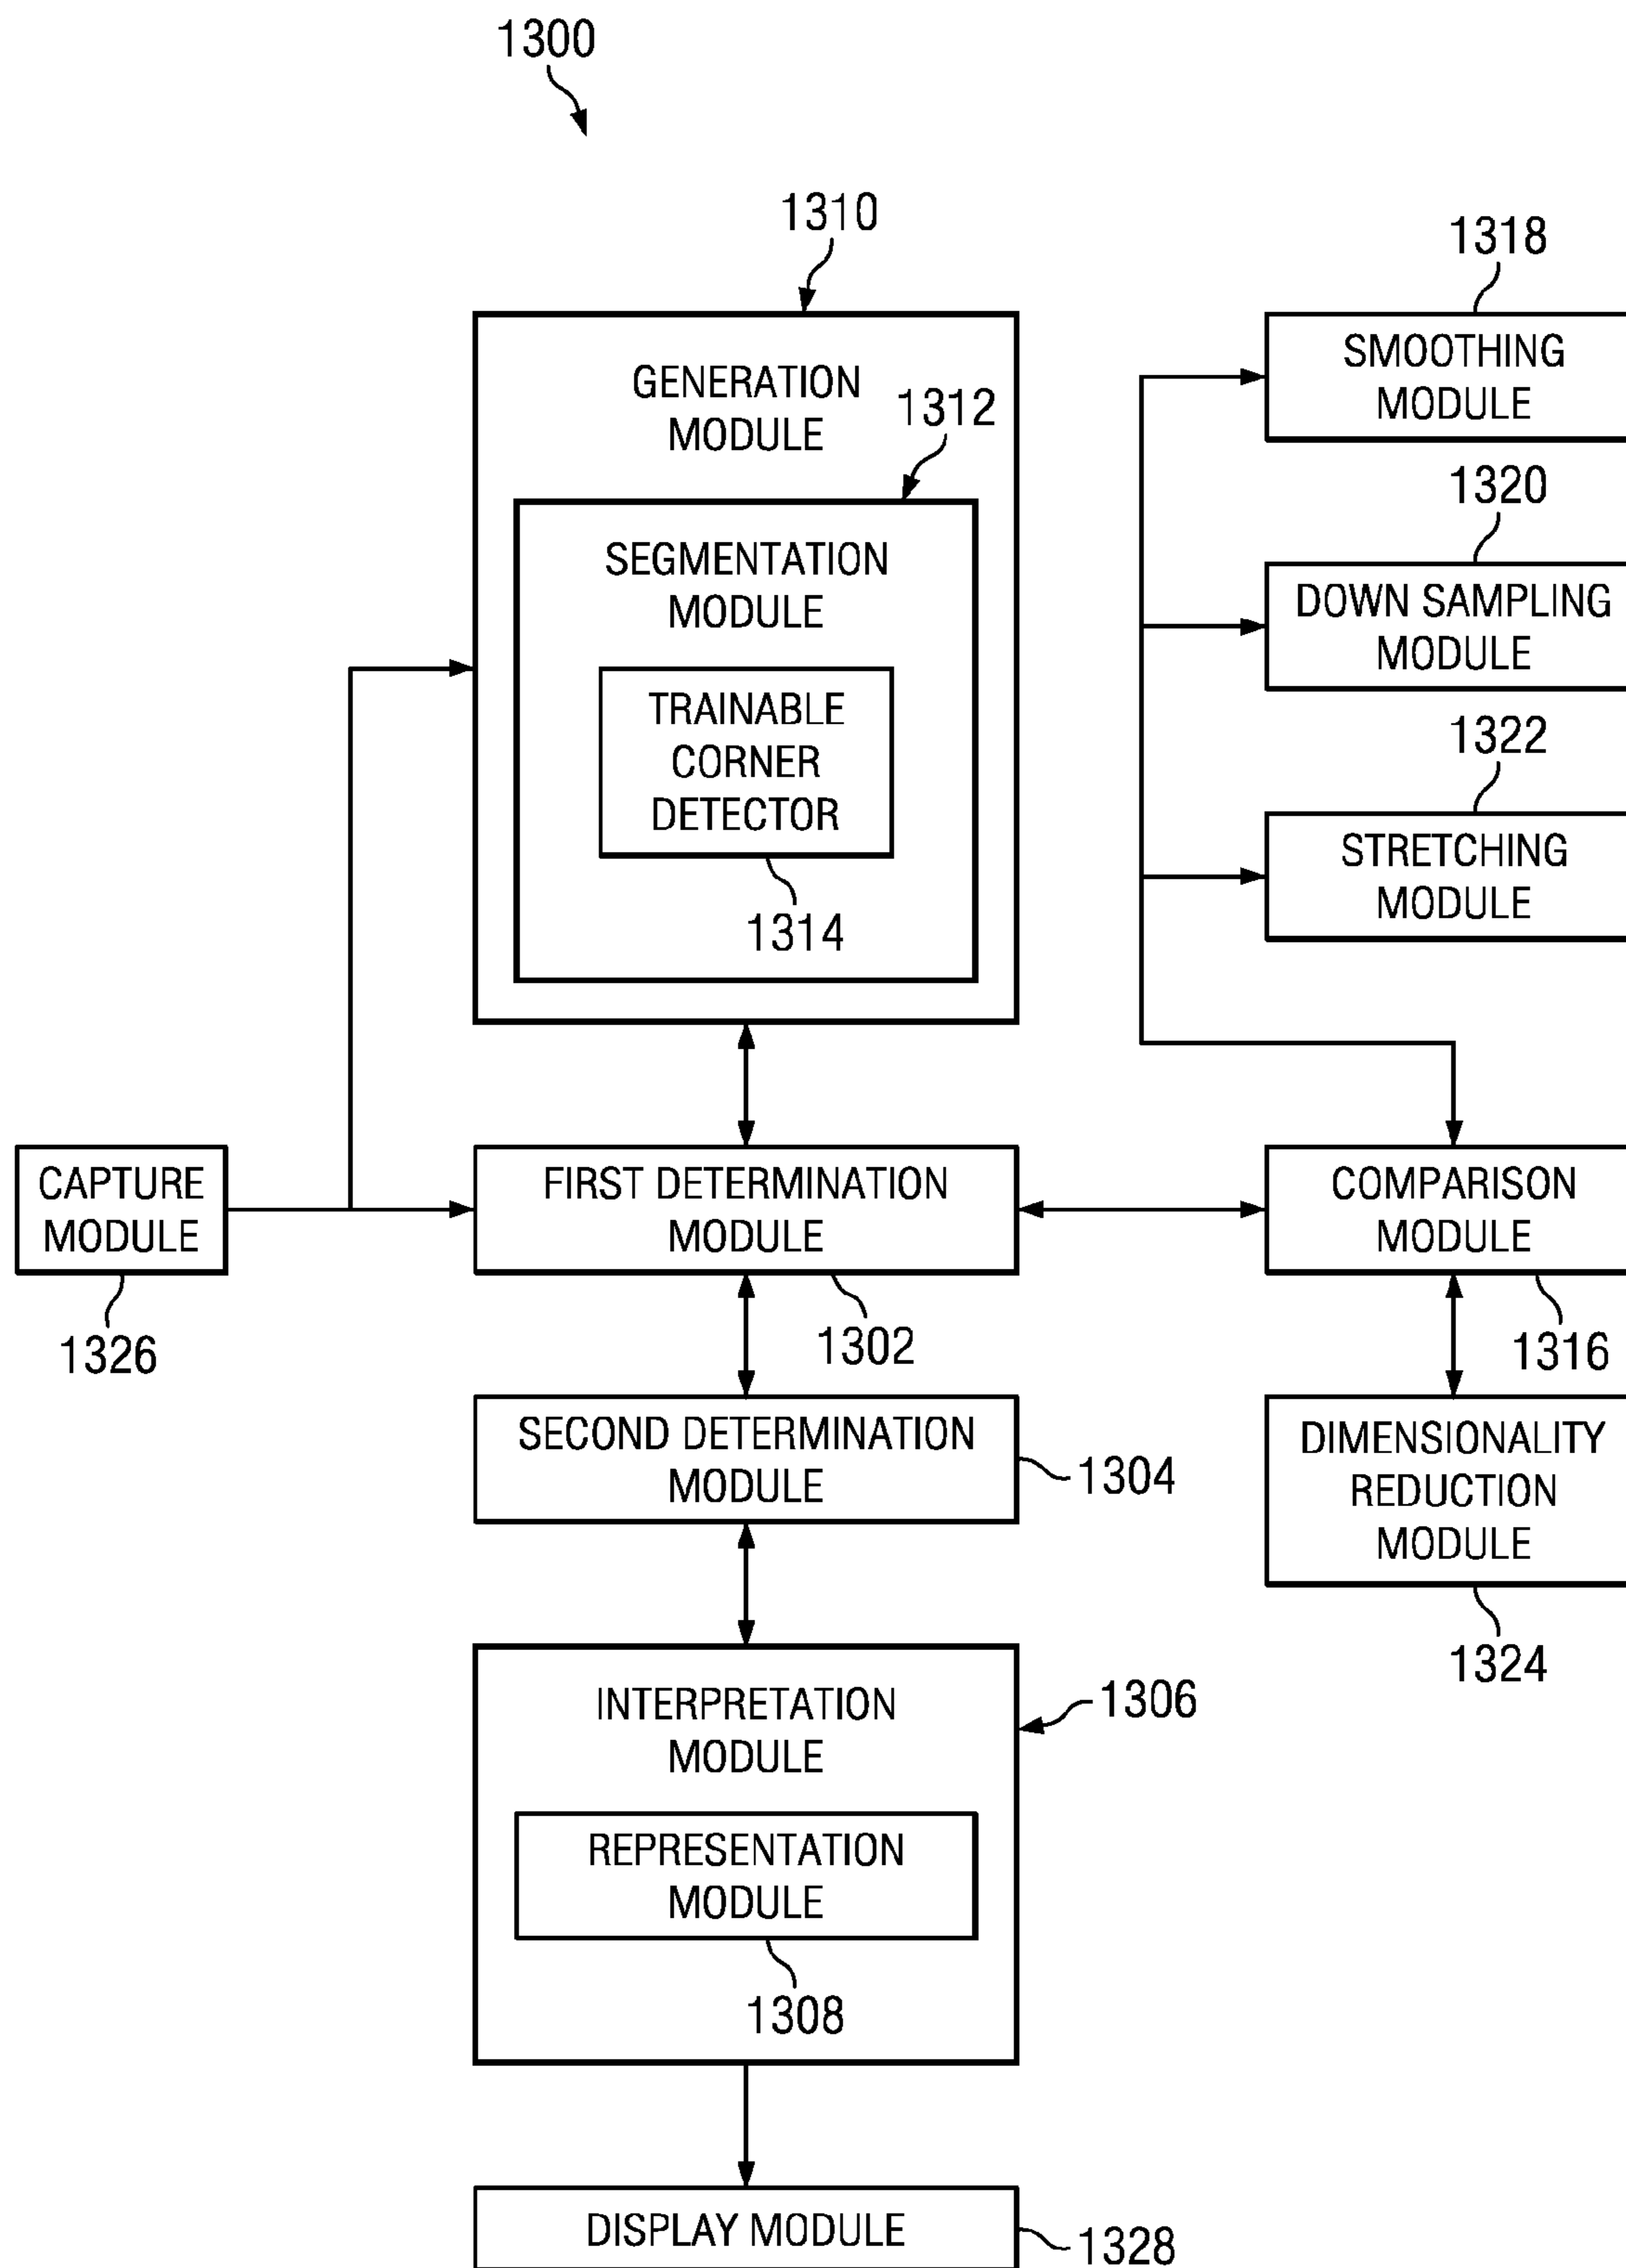 1300
1310
GENERATION
MODULE
1312
SEGMENTATION
MODULE
TRAINABLE
CORNER
DETECTOR
1314
1318
SMOOTHING
MODULE
1320
DOWN SAMPLING
MODULE
1322
STRETCHING
MODULE
CAPTURE
MODULE
1326
FIRST DETERMINATION
MODULE
1302
COMPARISON
MODULE
1316
SECOND DETERMINATION
MODULE
1304
DIMENSIONALITY
REDUCTION
MODULE
1324
INTERPRETATION
MODULE
1306
REPRESENTATION
MODULE
1308
DISPLAY MODULE
1328